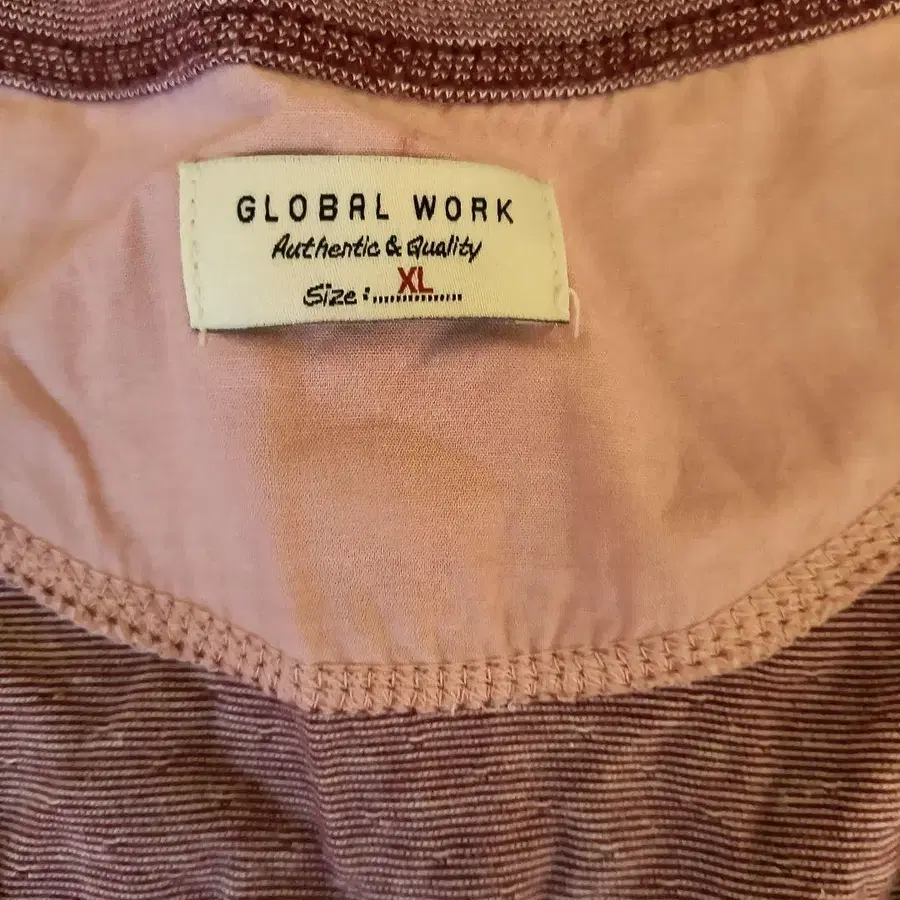 GLOBAL WORK
Authentic & Quality
Size:............... XL